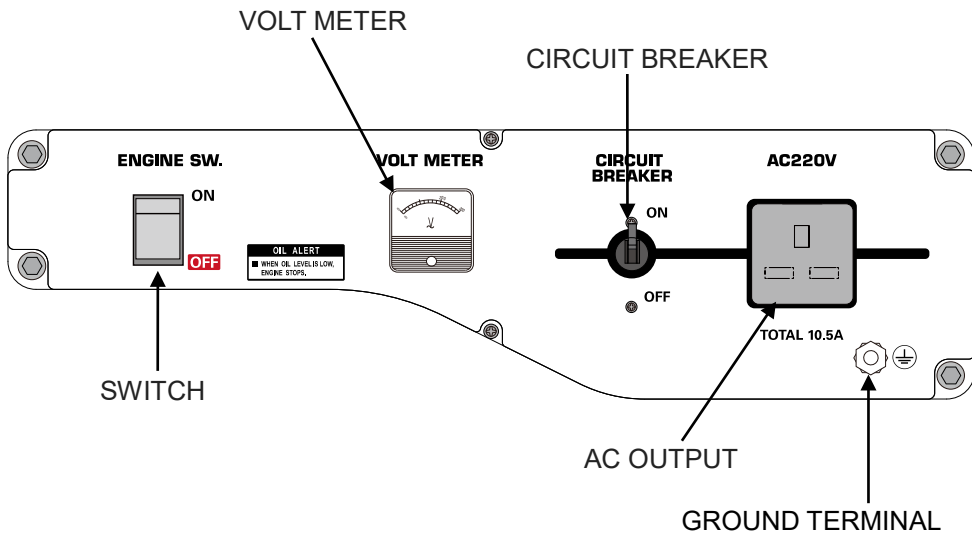 VOLT METER
CIRCUIT BREAKER
ENGINE SW.
VOLT METER
CIRCUIT
BREAKER
AC220V
ON
OFF
OIL ALERT
WHEN OIL LEVEL IS LOW,
ENGINE STOPS.
V
ON
OFF
TOTAL 10.5A
SWITCH
AC OUTPUT
GROUND TERMINAL